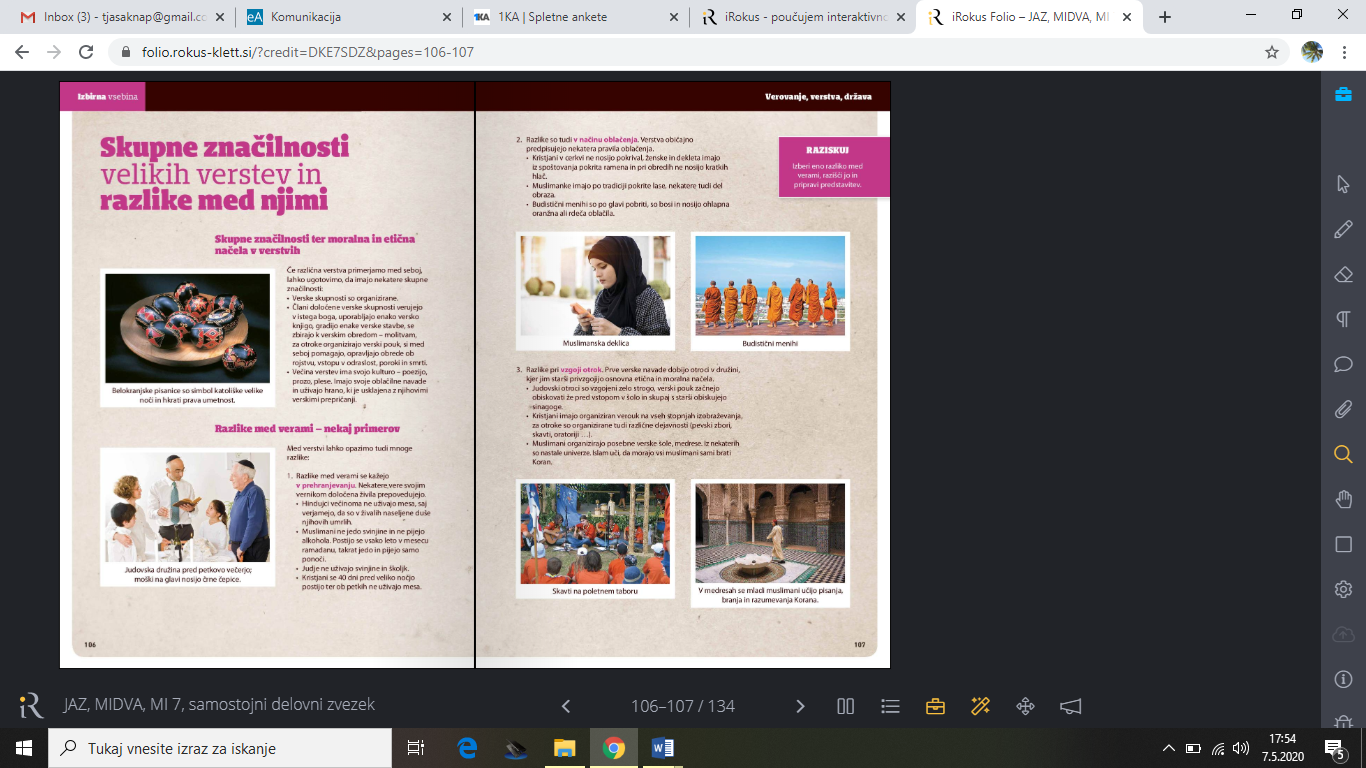 Inbox (3) - tjasaknap@gmail.co
Komunikacija
1KA | Spletne ankete
iRokus - poučujem interaktivno
iRokus Folio – JAZ, MIDVA, MI
folio.rokus-klett.si/?credit=DKE7SDZ&pages=106-107
Izbirna vsebina
Skupne značilnosti
velikih verstev in
razlike med njimi
Skupne značilnosti ter moralna in etična
načela v verstvih
Če različna verstva primerjamo med seboj,
lahko ugotovimo, da imajo nekatere skupne
značilnosti:
• Verske skupnosti so organizirane.
• Člani določene verske skupnosti verujejo
v istega boga, uporabljajo enako versko
knjigo, gradijo enake verske stavbe, se
zbirajo k verskim obredom – molitvam,
za otroke organizirajo verski pouk, si med
seboj pomagajo, opravljajo obrede ob
rojstvu, vstopu v odraslost, poroki in smrti.
• Večina verstev ima svojo kulturo – poezijo,
prozo, plese. Imajo svoje oblačilne navade
in uživajo hrano, ki je usklajena z njihovimi
verskimi prepričanji.
Belokranjske pisanice so simbol katoliške velike
noči in hkrati prava umetnost.
Razlike med verami – nekaj primerov
Med verstvi lahko opazimo tudi mnoge
razlike:
1. Razlike med verami se kažejo
v prehranjevanju. Nekatere vere svojim
vernikom določena živila prepovedujejo.
• Hindujci večinoma ne uživajo mesa, saj
verjamejo, da so v živalih naseljene duše
njihovih umrlih.
• Muslimani ne jedo svinjine in ne pijejo
alkohola. Postijo se vsako leto v mesecu
ramadanu, takrat jedo in pijejo samo
ponoči.
• Judje ne uživajo svinjine in školjk.
• Kristjani se 40 dni pred veliko nočjo
postijo ter ob petkih ne uživajo mesa.
Judovska družina pred petkovo večerjo;
moški na glavi nosijo črne čepice.
106
Verovanje, verstva, država
2. Razlike so tudi v načinu oblačenja. Verstva običajno
predpisujejo nekatera pravila oblačenja.
• Kristjani v cerkvi ne nosijo pokrival, ženske in dekleta imajo
iz spoštovanja pokrita ramena in pri obredih ne nosijo kratkih
hlač.
• Muslimanke imajo po tradiciji pokrite lase, nekatere tudi del
obraza.
• Budistični menihi so po glavi pobriti, so bosi in nosijo ohlapna
oranžna ali rdeča oblačila.
RAZISKUJ
Izberi eno razliko med
verami, razišči jo in
pripravi predstavitev.
Muslimanska deklica
Budistični menihi
3. Razlike pri vzgoji otrok. Prve verske navade dobijo otroci v družini,
kjer jim starši privzgojijo osnovna etična in moralna načela.
• Judovski otroci so vzgojeni zelo strogo, verski pouk začnejo
obiskovati že pred vstopom v šolo in skupaj s starši obiskujejo
sinagoge.
• Kristjani imajo organiziran verouk na vseh stopnjah izobraževanja,
za otroke so organizirane tudi različne dejavnosti (pevski zbori,
skavti, oratoriji …).
• Muslimani organizirajo posebne verske šole, medrese. Iz nekaterih
so nastale univerze. Islam uči, da morajo vsi muslimani sami brati
Koran.
Skavti na poletnem taboru
V medresah se mladi muslimani učijo pisanja,
branja in razumevanja Korana.
107
iR
JAZ, MIDVA, MI 7, samostojni delovni zvezek
106–107 / 134
Tukaj vnesite izraz za iskanje
17:54
7.5.2020
5